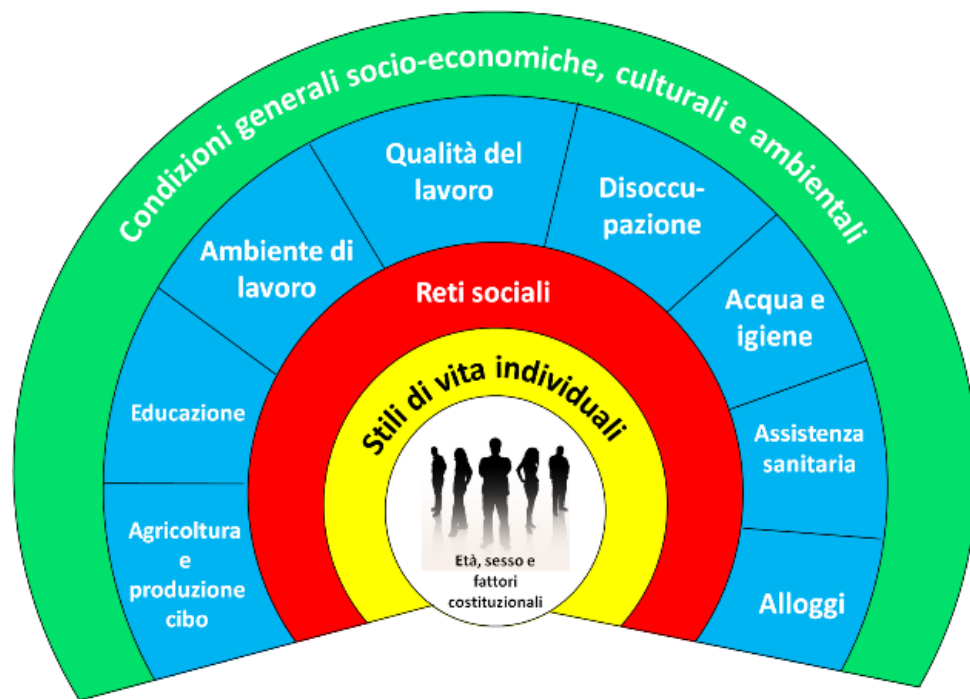 Condizioni generali socio-economiche, culturali e ambientali
Qualità del
lavoro
Disoccu-
pazione
Ambiente di
lavoro
Acqua e
igiene
Reti sociali
Stili di vita individuali
Educazione
Assistenza
sanitaria
Agricoltura
e
produzione
cibo
Età, sesso e
fattori
costituzionali
Alloggi